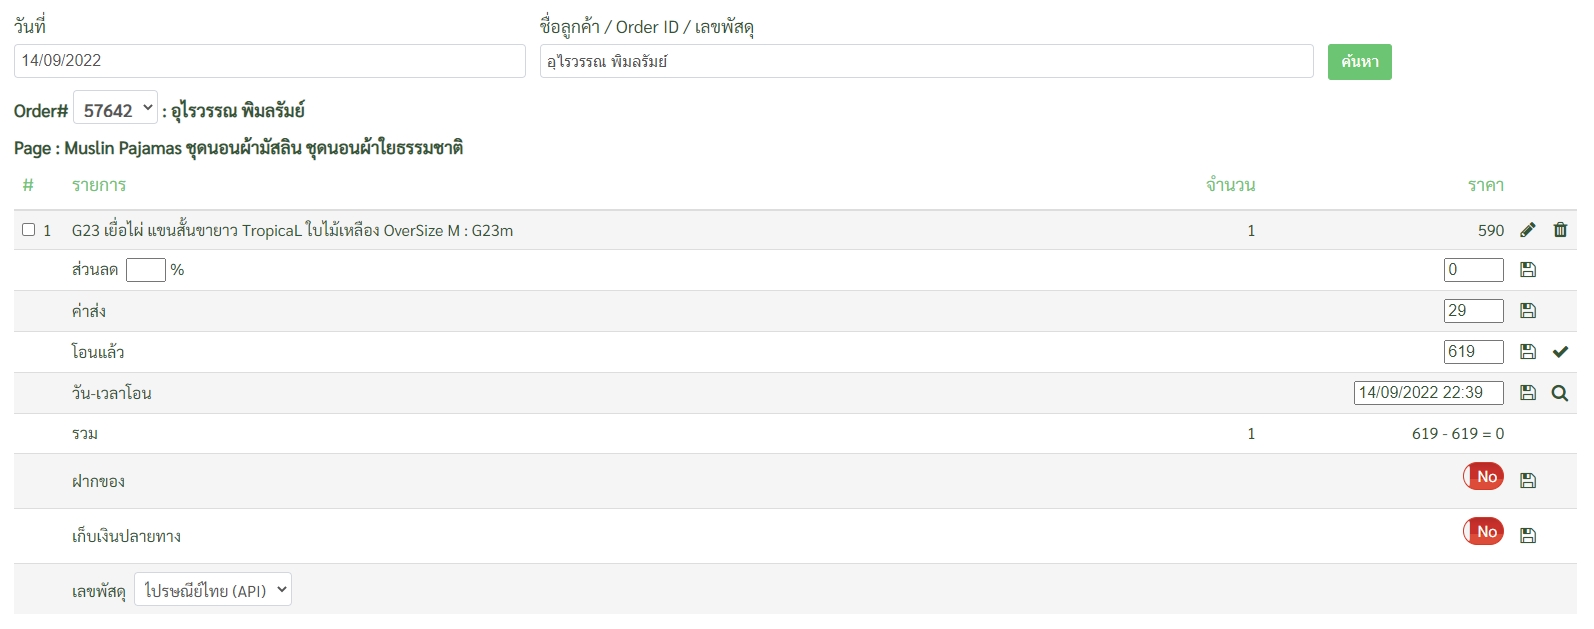 วันที่
ชื่อลูกค้า / Order ID / เลขพัสดุ
14/09/2022
อุไรวรรณ พิมลรัมย์
ค้นหา
Order# 57642 : อุไรวรรณ พิมลรัมย์
Page : Muslin Pajamas ชุดนอนผ้ามัสลิน ชุดนอนผ้าใยธรรมชาติ
# รายการ จำนวน ราคา
1 G23 เยื่อไผ่ แขนสั้นขายาว TropicaL ใบไม้เหลือง OverSize M : G23m 1 590
ส่วนลด % 0
ค่าส่ง 29
โอนแล้ว 619
วัน-เวลาโอน 14/09/2022 22:39
รวม 1 619 - 619 = 0
ฝากของ No
เก็บเงินปลายทาง No
เลขพัสดุ ไปรษณีย์ไทย (API)